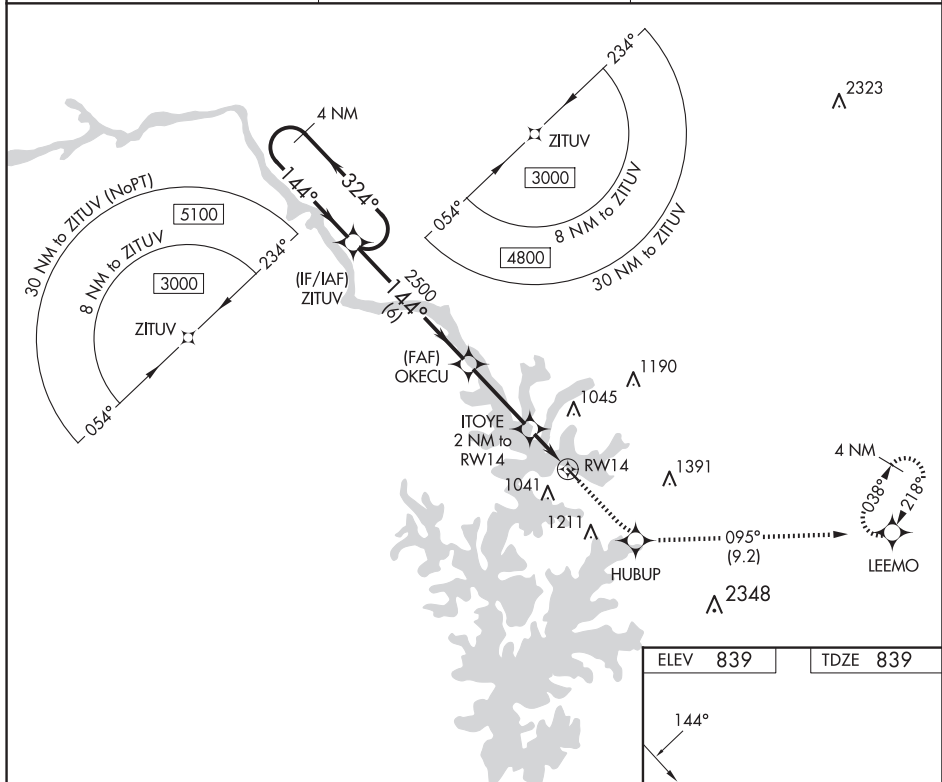 4 NM
144°
324°
30 NM to ZITUV (NoPT)
5100
8 NM to ZITUV
3000
234°
ZITUV
054°
234°
ZITUV
3000
8 NM to ZITUV
054°
4800
30 NM to ZITUV
2323
(IF/IAF)
ZITUV
2500
144°
(6)
(FAF)
OKECU
1190
1045
ITOYE
2 NM to
RW14
RW14
1041
1391
1211
4 NM
038°
218°
095°
(9.2)
HUBUP
LEEMO
2348
ELEV 839
TDZE 839
144°